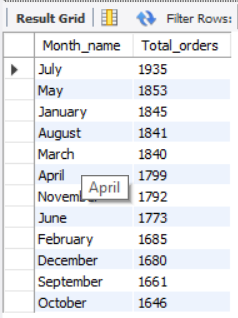 Result Grid Filter Rows:
Month_name Total_orders
July 1935
May 1853
January 1845
August 1841
March 1840
April 1799
November 1792
April
June 1773
February 1685
December 1680
September 1661
October 1646